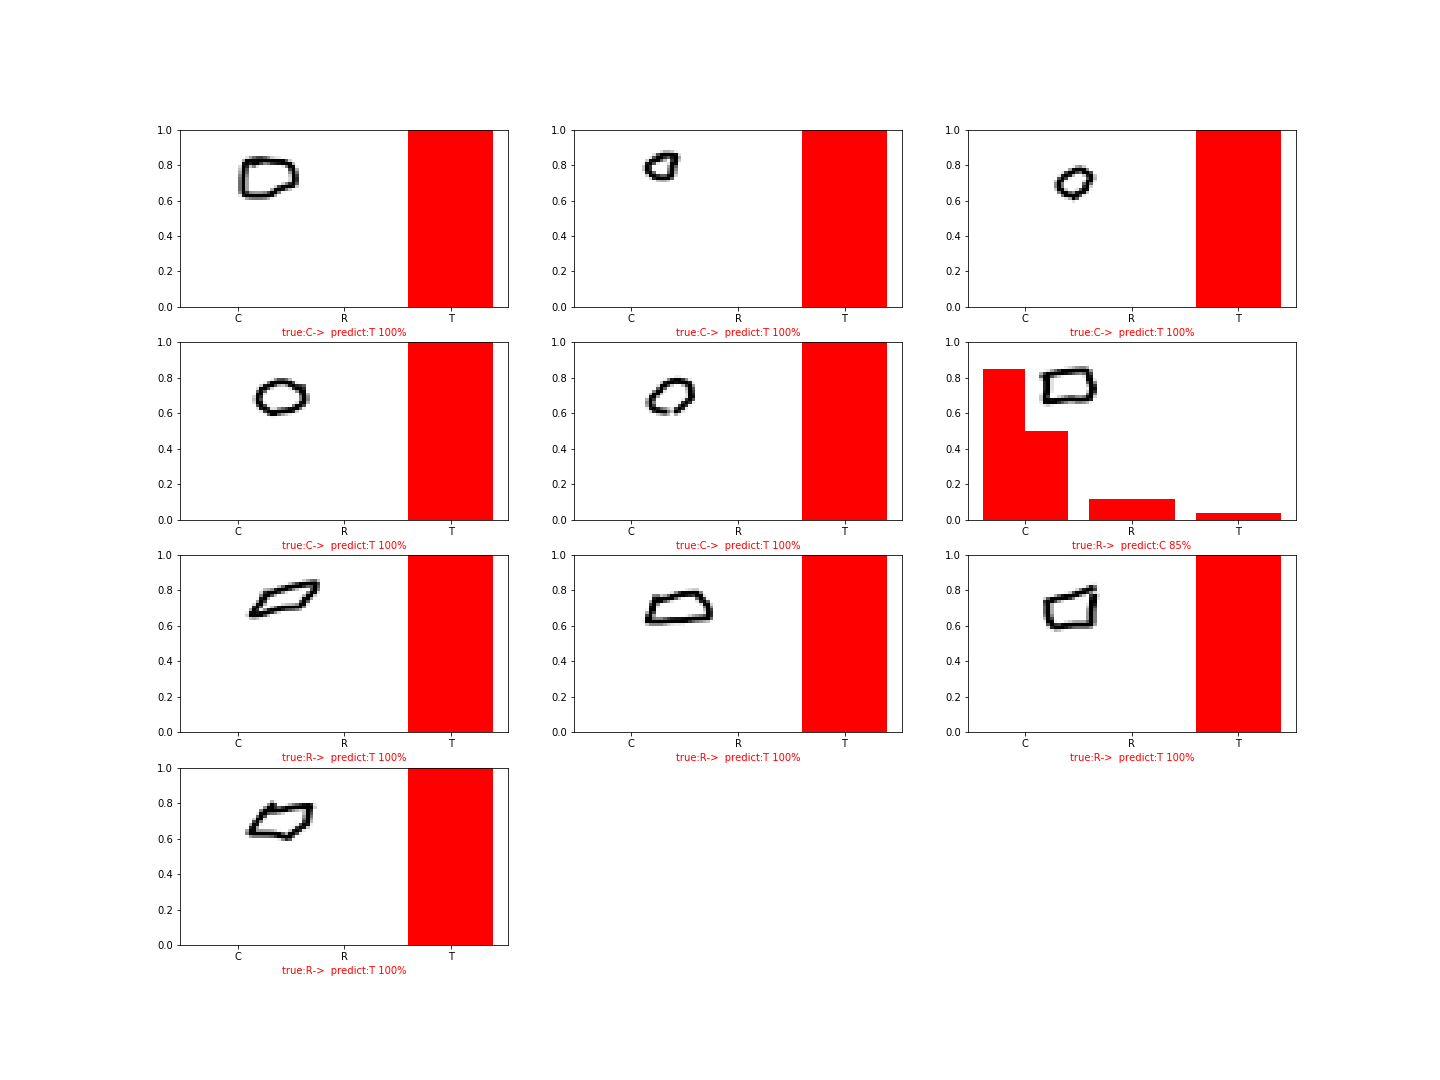 1.0 1.0 1.0
0.8 0.8 0.8
0.6 0.6 0.6
0.4 0.4 0.4
0.2 0.2 0.2
0.0 0.0 0.0
C R T C R T C R T
true:C-> predict:T 100% true:C-> predict:T 100% true:C-> predict:T 100%
1.0 1.0 1.0
0.8 0.8 0.8
0.6 0.6 0.6
0.4 0.4 0.4
0.2 0.2 0.2
0.0 0.0 0.0
C R T C R T C R T
true:C-> predict:T 100% true:C-> predict:T 100% true:R-> predict:C 85%
1.0 1.0 1.0
0.8 0.8 0.8
0.6 0.6 0.6
0.4 0.4 0.4
0.2 0.2 0.2
0.0 0.0 0.0
C R T C R T C R T
true:R-> predict:T 100% true:R-> predict:T 100% true:R-> predict:T 100%
1.0
0.8
0.6
0.4
0.2
0.0
C R T
true:R-> predict:T 100%